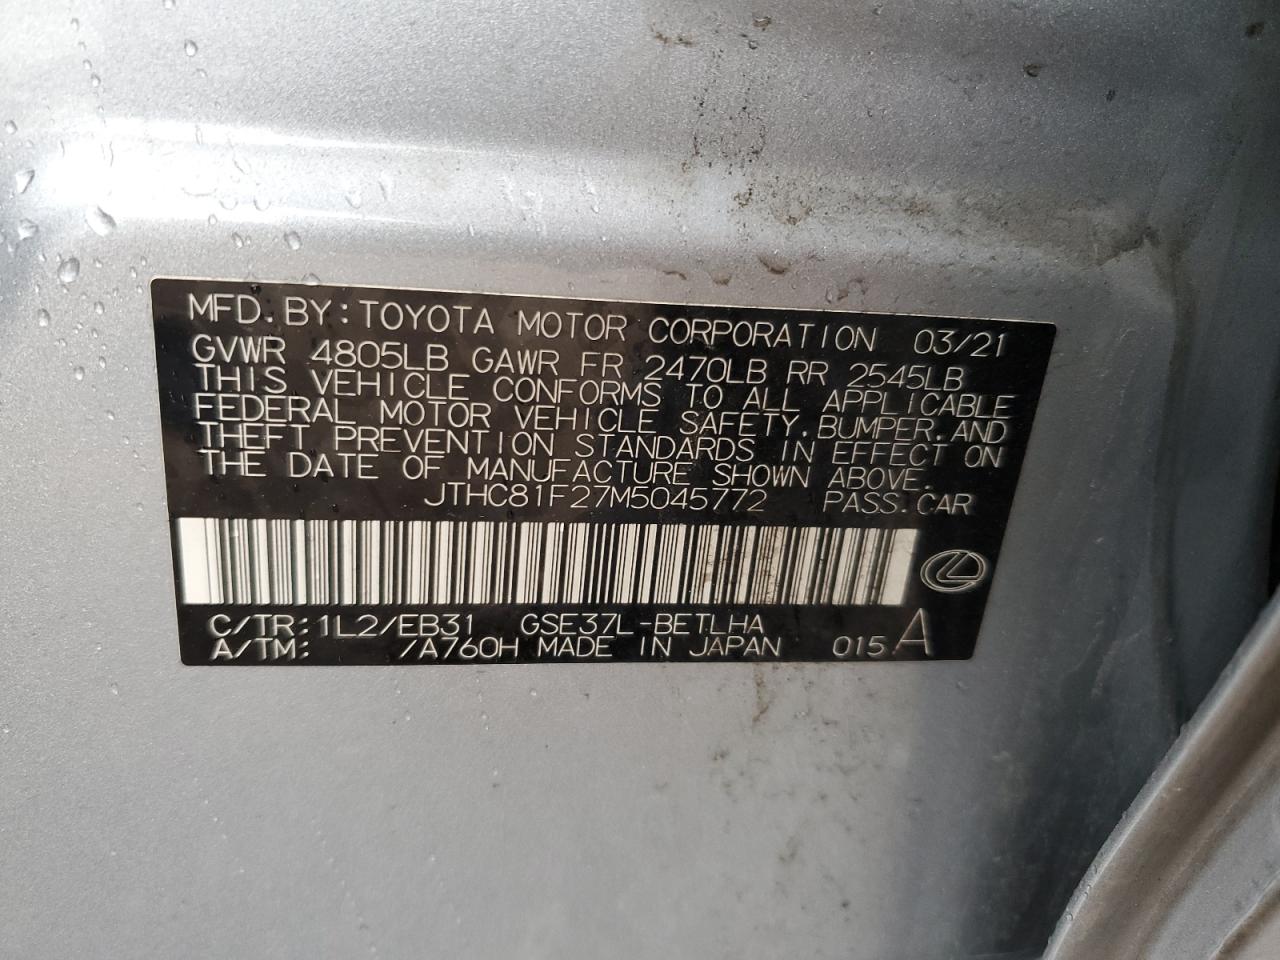 MFD. BY: TOYOTA MOTOR CORPORATION 03/21
GVWR 4805LB GAWR FR 2470LB RR 2545LB
THIS VEHICLE CONFORMS TO ALL APPLICABLE
FEDERAL MOTOR VEHICLE SAFETY, BUMPER, AND
THEFT PREVENTION STANDARDS IN EFFECT ON
THE DATE OF MANUFACTURE SHOWN ABOVE.
JTHC81F27M5045772 PASS. CAR
C/TR: 1L2/EB31 GSE37L-BETLHA
A/TM: /A760H MADE IN JAPAN 015 A